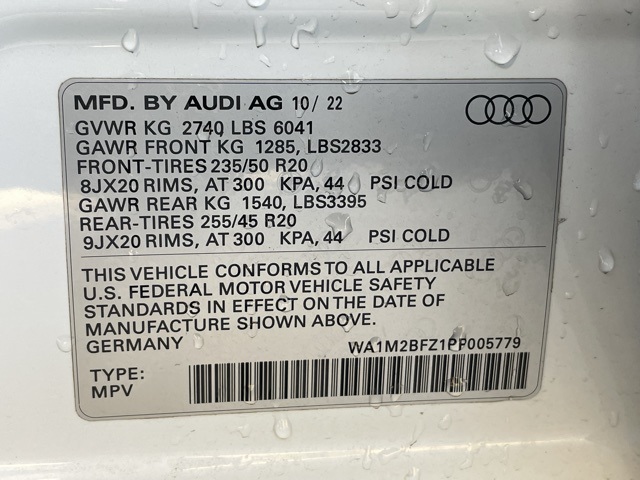 MFD. BY AUDI AG 10/ 22
GVWR KG 2740 LBS 6041
GAWR FRONT KG 1285, LBS2833
FRONT-TIRES 235/50 R20
8JX20 RIMS, AT 300 KPA, 44 PSI COLD
GAWR REAR KG 1540, LBS3395
REAR-TIRES 255/45 R20
9JX20 RIMS, AT 300 KPA, 44 PSI COLD
THIS VEHICLE CONFORMS TO ALL APPLICABLE
U.S. FEDERAL MOTOR VEHICLE SAFETY
STANDARDS IN EFFECT ON THE DATE OF
MANUFACTURE SHOWN ABOVE.
GERMANY WA1M2BFZ1PP005779
TYPE:
MPV